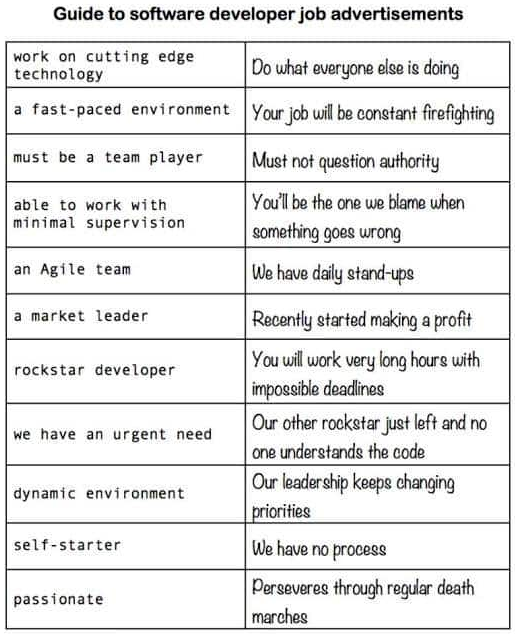 Guide to software developer job advertisements
work on cutting edge
technology
Do what everyone else is doing
a fast-paced environment
Your job will be constant firefighting
must be a team player
Must not question authority
able to work with
minimal supervision
You'll be the one we blame when
something goes wrong
an Agile team
We have daily stand-ups
a market leader
Recently started making a profit
rockstar developer
You will work very long hours with
impossible deadlines
we have an urgent need
Our other rockstar just left and no
one understands the code
dynamic environment
Our leadership keeps changing
priorities
self-starter
We have no process
passionate
Perseveres through regular death
marches